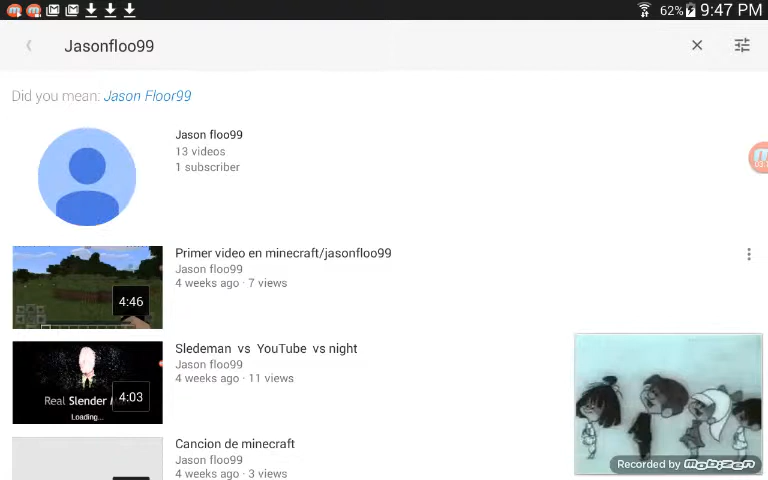 62% 9:47 PM
Jasonfloo99
Did you mean: Jason Floor99
Jason floo99
13 videos
1 subscriber
Primer video en minecraft/jasonfloo99
Jason floo99
4 weeks ago · 7 views
4:46
Sledeman vs YouTube vs night
Jason floo99
4 weeks ago · 11 views
4:03
Real Slender
Loading...
Cancion de minecraft
Jason floo99
4 weeks ago · 3 views
Recorded by mobizen